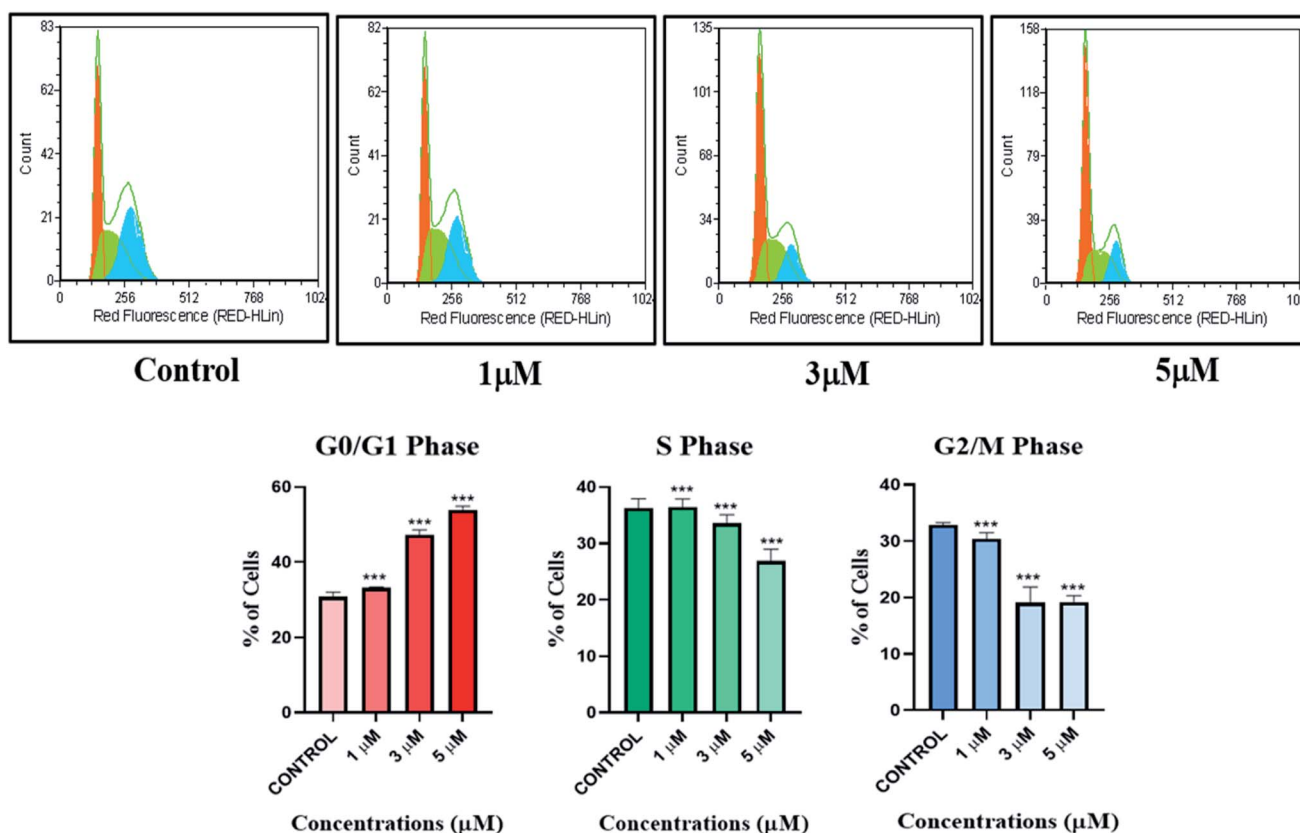 83
62
42
21
0
Count
0 256 512 768 102
Red Fluorescence (RED-HLin)
Control
82
61
41
21
0
Count
0 256 512 768 102
Red Fluorescence (RED-HLin)
1μM
135
101
68
34
0
Count
0 256 512 768 102
Red Fluorescence (RED-HLin)
3μM
158
118
79
39
0
Count
0 256 512 768 10
Red Fluorescence (RED-HLin)
5μM
G0/G1 Phase
60
40
20
0
% of Cells
***
***
***
CONTROL
1 μM
3 μM
5 μM
Concentrations (μM)
S Phase
40
30
20
10
0
% of Cells
***
***
***
CONTROL
1 μM
3 μM
5 μM
Concentrations (μM)
G2/M Phase
40
30
20
10
0
% of Cells
***
***
***
CONTROL
1 μM
3 μM
5 μM
Concentrations (μM)